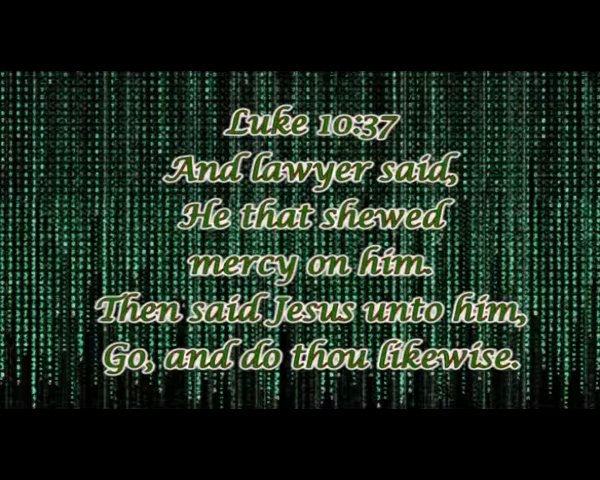 Luke 10:37
And lawyer said,
He that shewed
mercy on him.
Then said Jesus unto him,
Go, and do thou likewise.